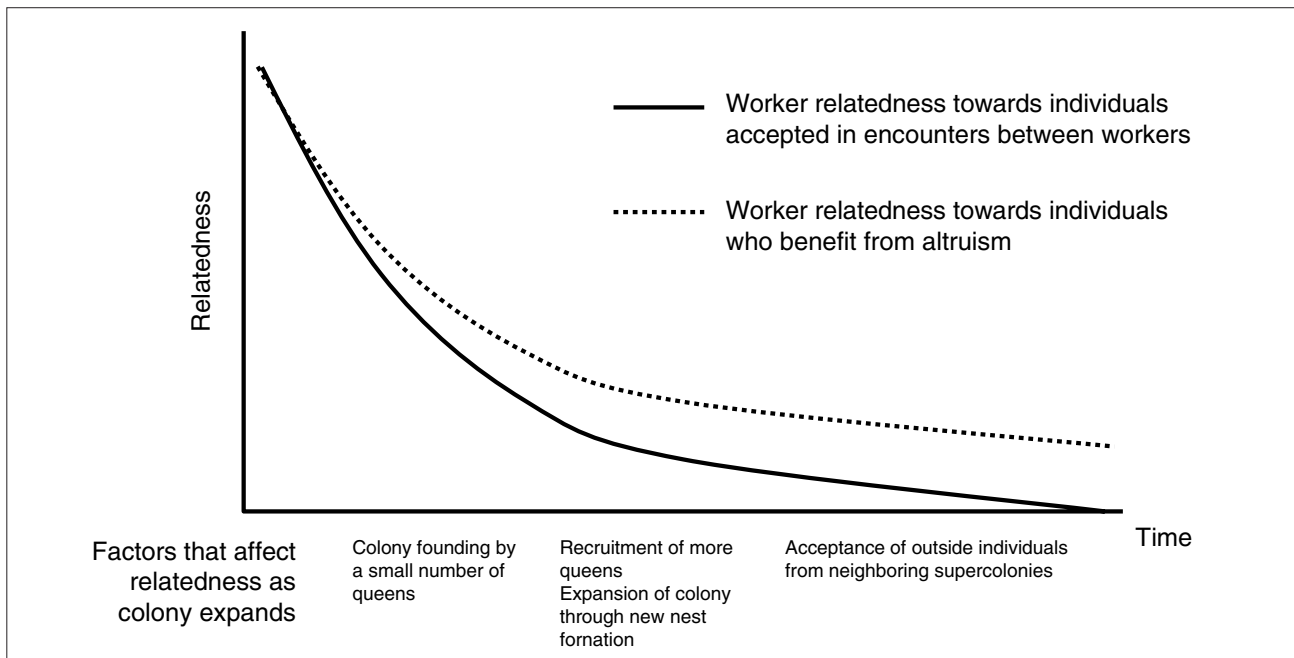 Worker relatedness towards individuals
accepted in encounters between workers
Worker relatedness towards individuals
who benefit from altruism
Relatedness
Time
Factors that affect
relatedness as
colony expands
Colony founding by
a small number of
queens
Recruitment of more
queens
Expansion of colony
through new nest
fornation
Acceptance of outside individuals
from neighboring supercolonies